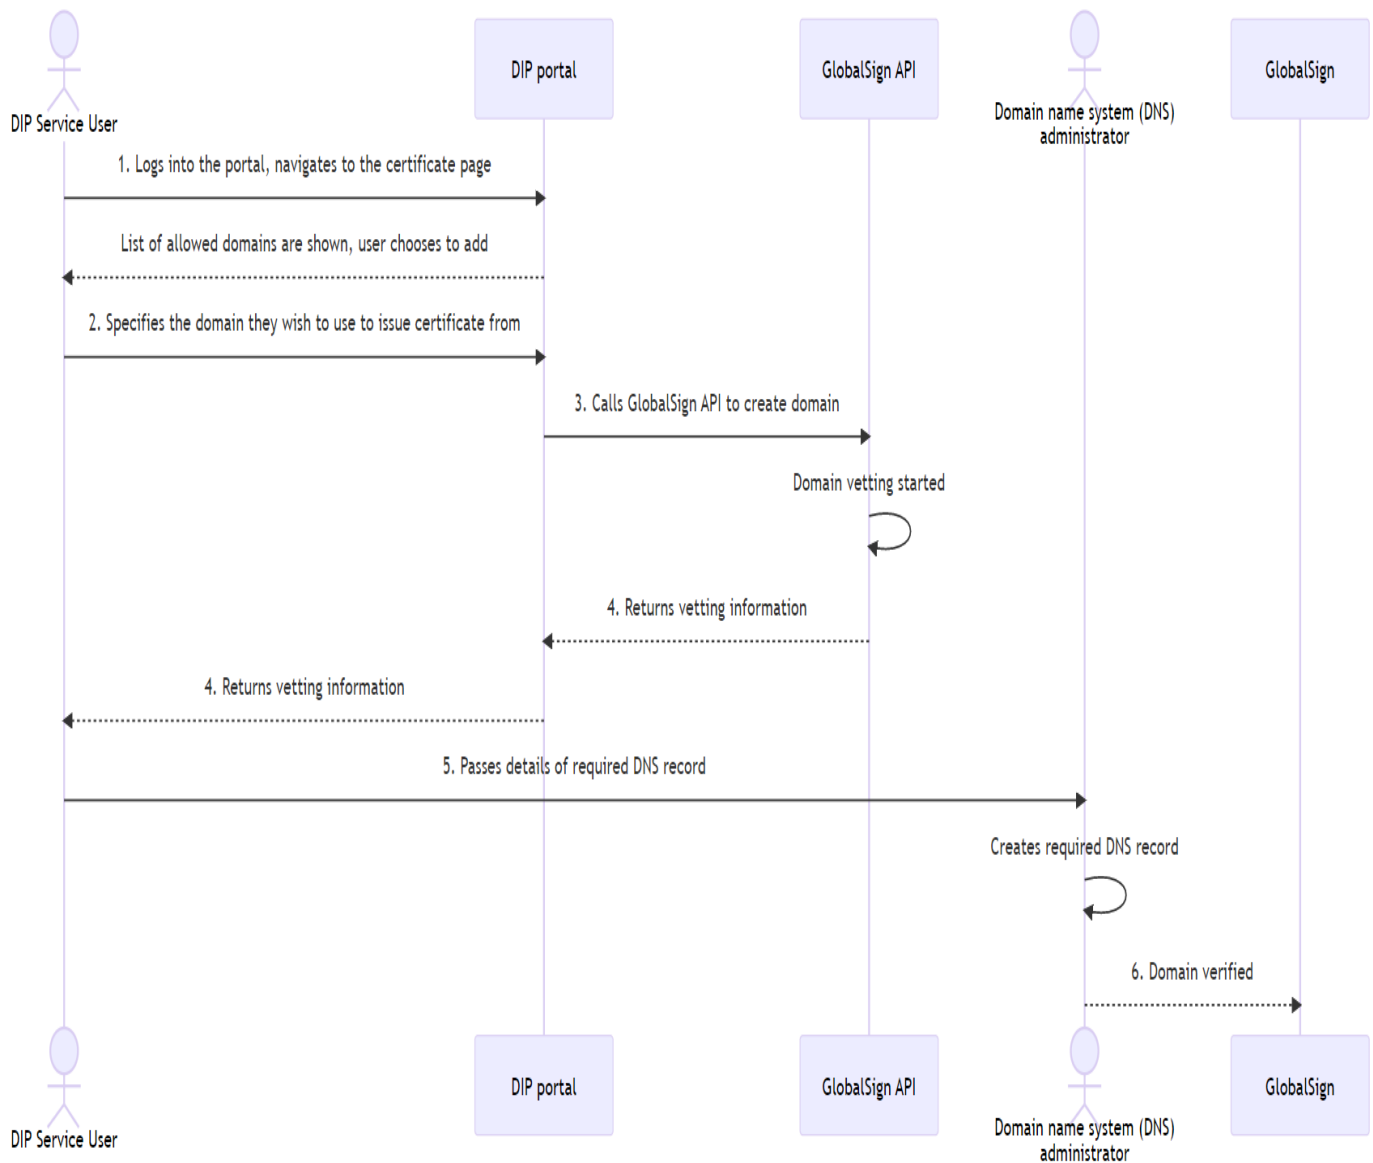 DIP Service User
DIP portal
GlobalSign API
Domain name system (DNS)
administrator
GlobalSign
1. Logs into the portal, navigates to the certificate page
List of allowed domains are shown, user chooses to add
2. Specifies the domain they wish to use to issue certificate from
3. Calls GlobalSign API to create domain
Domain vetting started
4. Returns vetting information
4. Returns vetting information
5. Passes details of required DNS record
Creates required DNS record
6. Domain verified
DIP Service User
DIP portal
GlobalSign API
Domain name system (DNS)
administrator
GlobalSign